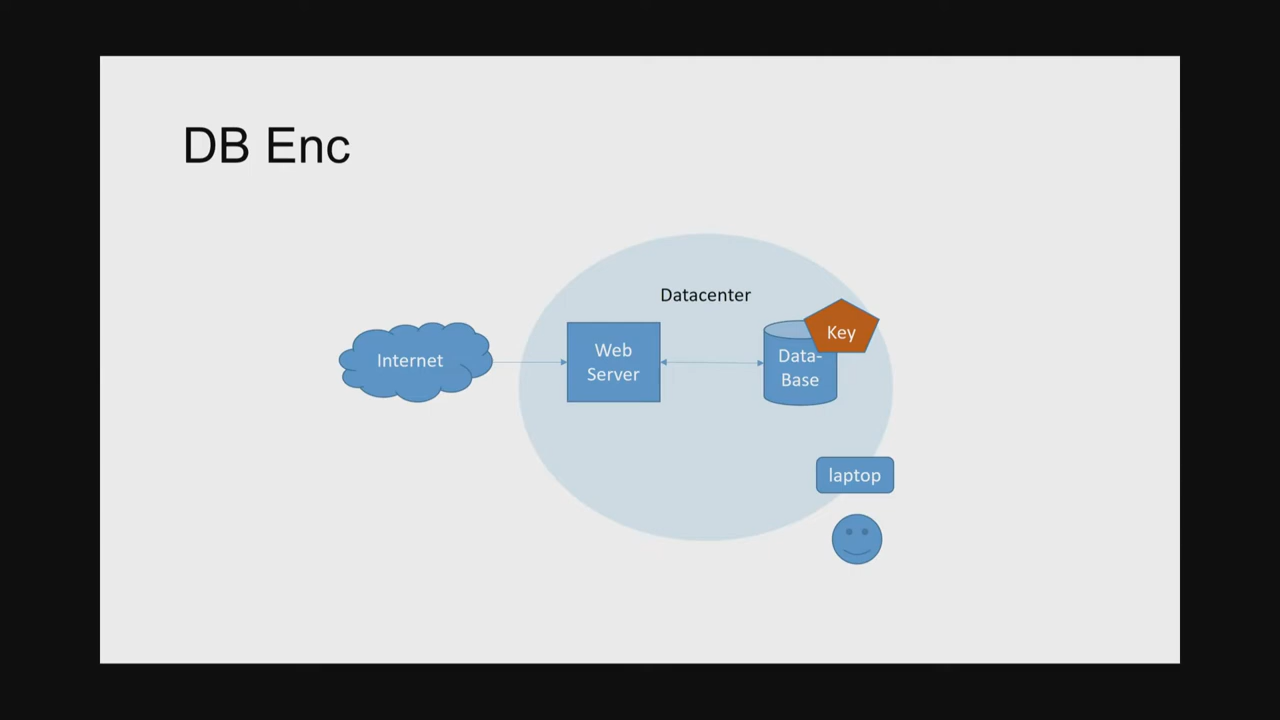 DB Enc
Datacenter
Internet
Web
Server
Data-
Base
Key
laptop